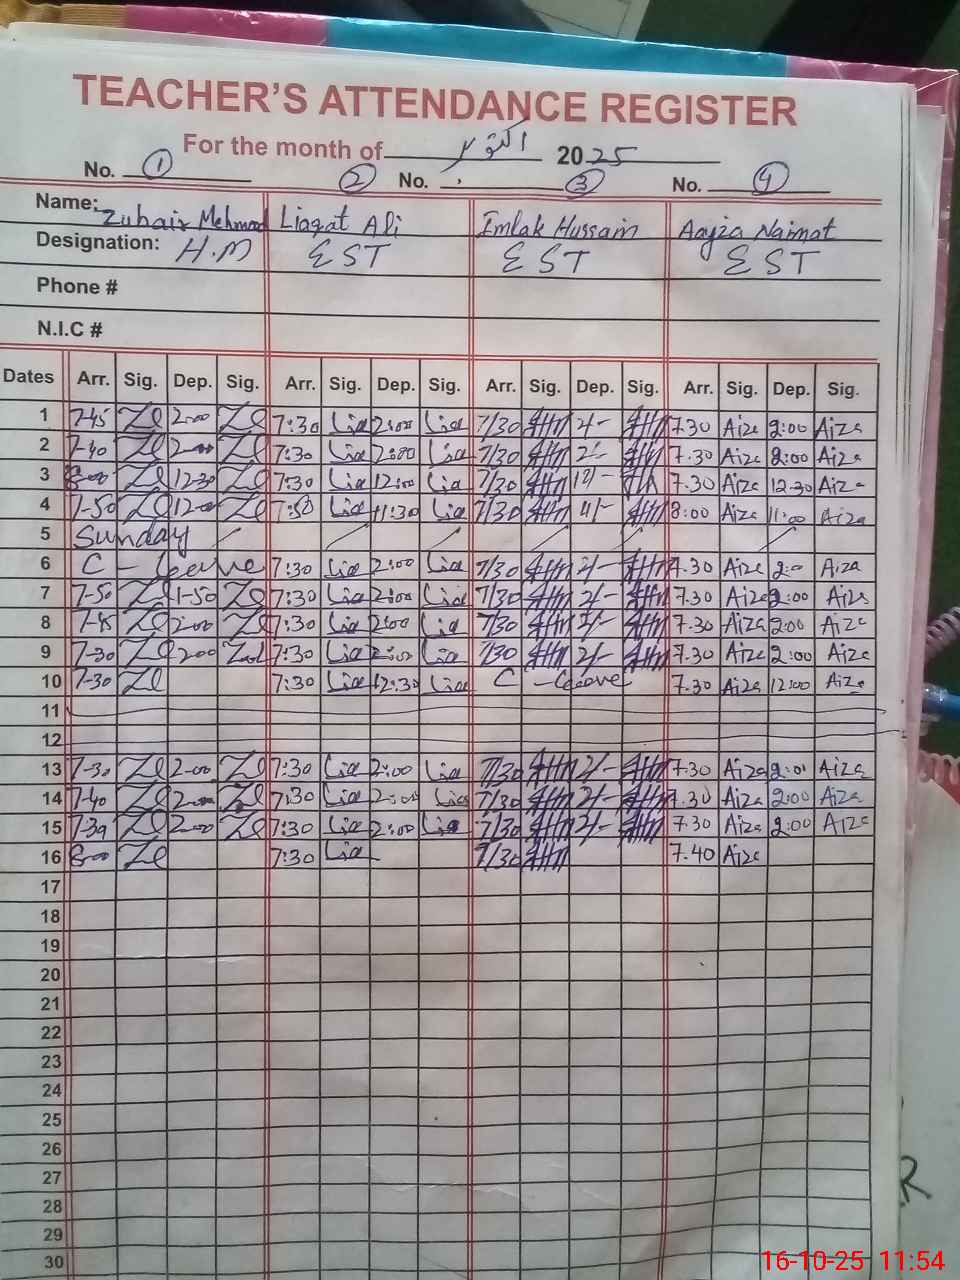 TEACHER'S ATTENDANCE REGISTER
For the month of اکتوبر 2025
No. 1 2 No. 3 No. 4
Name: Zuhair Mehmood Liaqat Ali Imlak Hussain Aayiza Naimat
Designation: H.M EST EST EST
Phone #
N.I.C #
Dates Arr. Sig. Dep. Sig. Arr. Sig. Dep. Sig. Arr. Sig. Dep. Sig. Arr. Sig. Dep. Sig.
1 7-45 2-00 7:30 Lia 2:00 Lia 7/30 2/- 7.30 Aiza 2:00 Aiza
2 7-40 2-00 7:30 Lia 2:00 Lia 7/30 2/- 7.30 Aiza 2:00 Aiza
3 8-00 12-30 7:30 Lia 12:00 Lia 7/30 12/- 7.30 Aiza 12-30 Aiza
4 7-50 12-00 7:50 Lia 11:30 Lia 7/30 11/- 8:00 Aiza 11:00 Aiza
5 Sunday
6 C - leave 7:30 Lia 2:00 Lia 7/30 2/- 7.30 Aiza 2:0 Aiza
7 7-50 1-50 7:30 Lia 2:00 Lia 7/30 2/- 7.30 Aiza 2:00 Aiza
8 7-45 2-00 7:30 Lia 2:00 Lia 7/30 2/- 7.30 Aiza 2:00 Aiza
9 7-30 200 7:30 Lia 2:00 Lia 7/30 2/- 7.30 Aiza 2:00 Aiza
10 7-30 7:30 Lia 12:30 Lia C - leave 7.30 Aiza 12:00 Aiza
11
12
13 7-30 2-00 7:30 Lia 2:00 Lia 7/30 2/- 7.30 Aiza 2:01 Aiza
14 7-40 2-00 7:30 Lia 2:00 Lia 7/30 2/- 7.30 Aiza 2:00 Aiza
15 7-30 2-00 7:30 Lia 2:00 Lia 7/30 2/- 7.30 Aiza 2:00 Aiza
16 8-00 7:30 Lia 7/30 7.40 Aiza
17
18
19
20
21
22
23
24
25
26
27
28
29
30
16-10-25 11:54